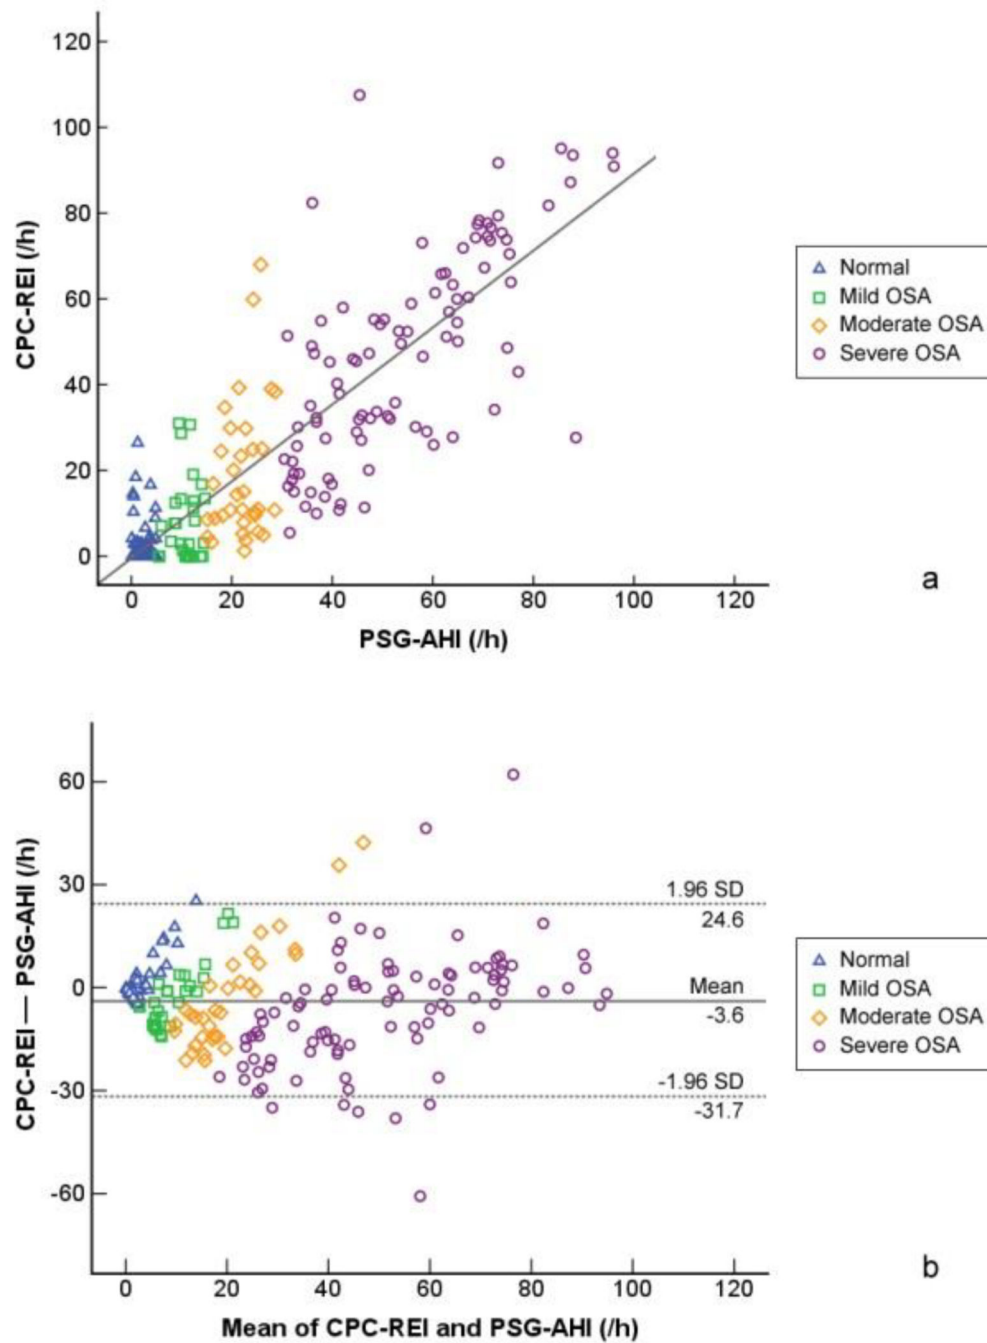 120
100
80
60
40
20
0
CPC-REI (/h)
0 20 40 60 80 100 120
PSG-AHI (/h)
Normal
Mild OSA
Moderate OSA
Severe OSA
a
60
30
0
-30
-60
CPC-REI — PSG-AHI (/h)
1.96 SD
24.6
Mean
-3.6
-1.96 SD
-31.7
0 20 40 60 80 100 120
Mean of CPC-REI and PSG-AHI (/h)
Normal
Mild OSA
Moderate OSA
Severe OSA
b